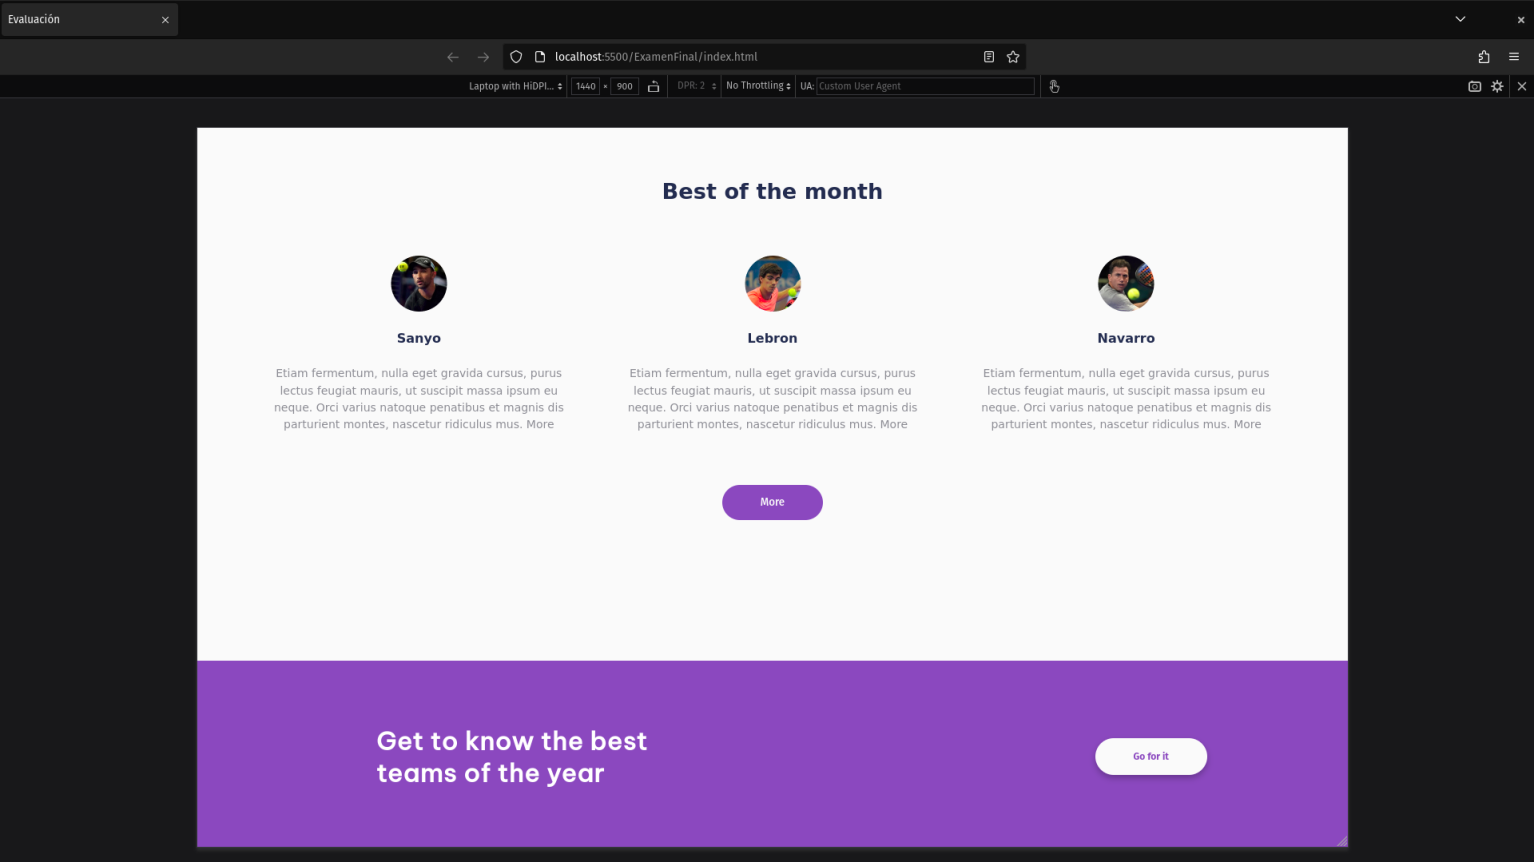 Evaluación
localhost:5500/ExamenFinal/index.html
Laptop with HiDPI... 1440 × 900 DPR: 2 No Throttling UA: Custom User Agent
Best of the month
Sanyo
Etiam fermentum, nulla eget gravida cursus, purus
lectus feugiat mauris, ut suscipit massa ipsum eu
neque. Orci varius natoque penatibus et magnis dis
parturient montes, nascetur ridiculus mus. More
Lebron
Etiam fermentum, nulla eget gravida cursus, purus
lectus feugiat mauris, ut suscipit massa ipsum eu
neque. Orci varius natoque penatibus et magnis dis
parturient montes, nascetur ridiculus mus. More
Navarro
Etiam fermentum, nulla eget gravida cursus, purus
lectus feugiat mauris, ut suscipit massa ipsum eu
neque. Orci varius natoque penatibus et magnis dis
parturient montes, nascetur ridiculus mus. More
More
Get to know the best
teams of the year
Go for it